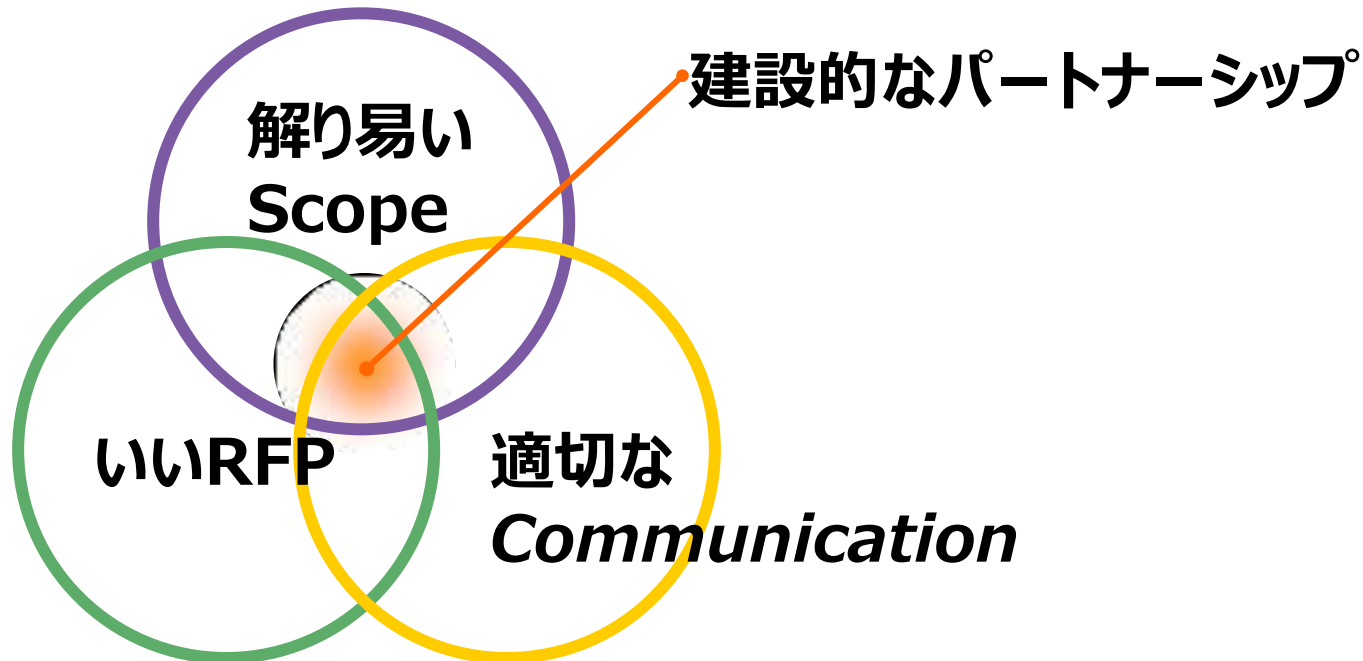 建設的なパートナーシップ
解り易い
Scope
いいRFP
適切な
Communication